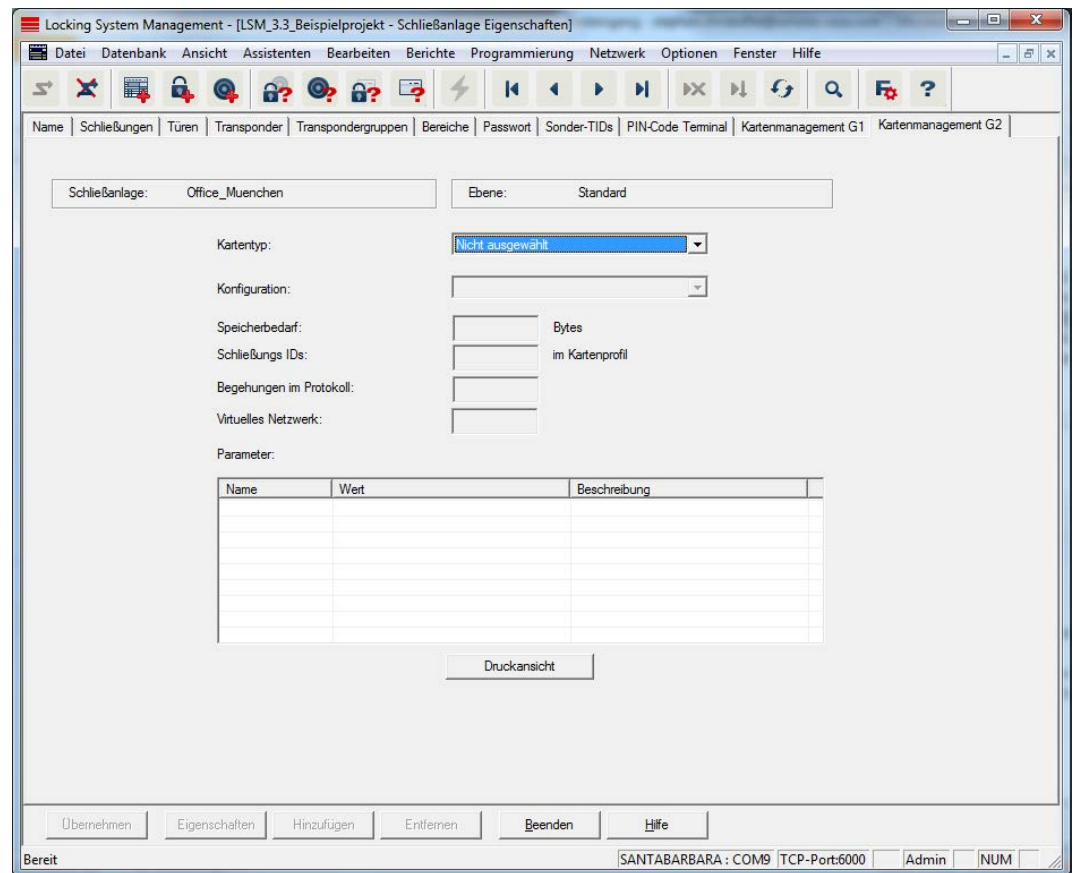 Locking System Management - [LSM_3.3_Beispielprojekt - Schließanlage Eigenschaften]
Datei Datenbank Ansicht Assistenten Bearbeiten Berichte Programmierung Netzwerk Optionen Fenster Hilfe
Name Schließungen Türen Transponder Transpondergruppen Bereiche Passwort Sonder-TIDs PIN-Code Terminal Kartenmanagement G1 Kartenmanagement G2
Schließanlage: Office_Muenchen Ebene: Standard
Kartentyp: Nicht ausgewählt
Konfiguration:
Speicherbedarf: Bytes
Schließungs IDs: im Kartenprofil
Begehungen im Protokoll:
Virtuelles Netzwerk:
Parameter:
Name Wert Beschreibung
Druckansicht
Übernehmen Eigenschaften Hinzufügen Entfernen Beenden Hilfe
Bereit SANTABARBARA : COM9 TCP-Port:6000 Admin NUM